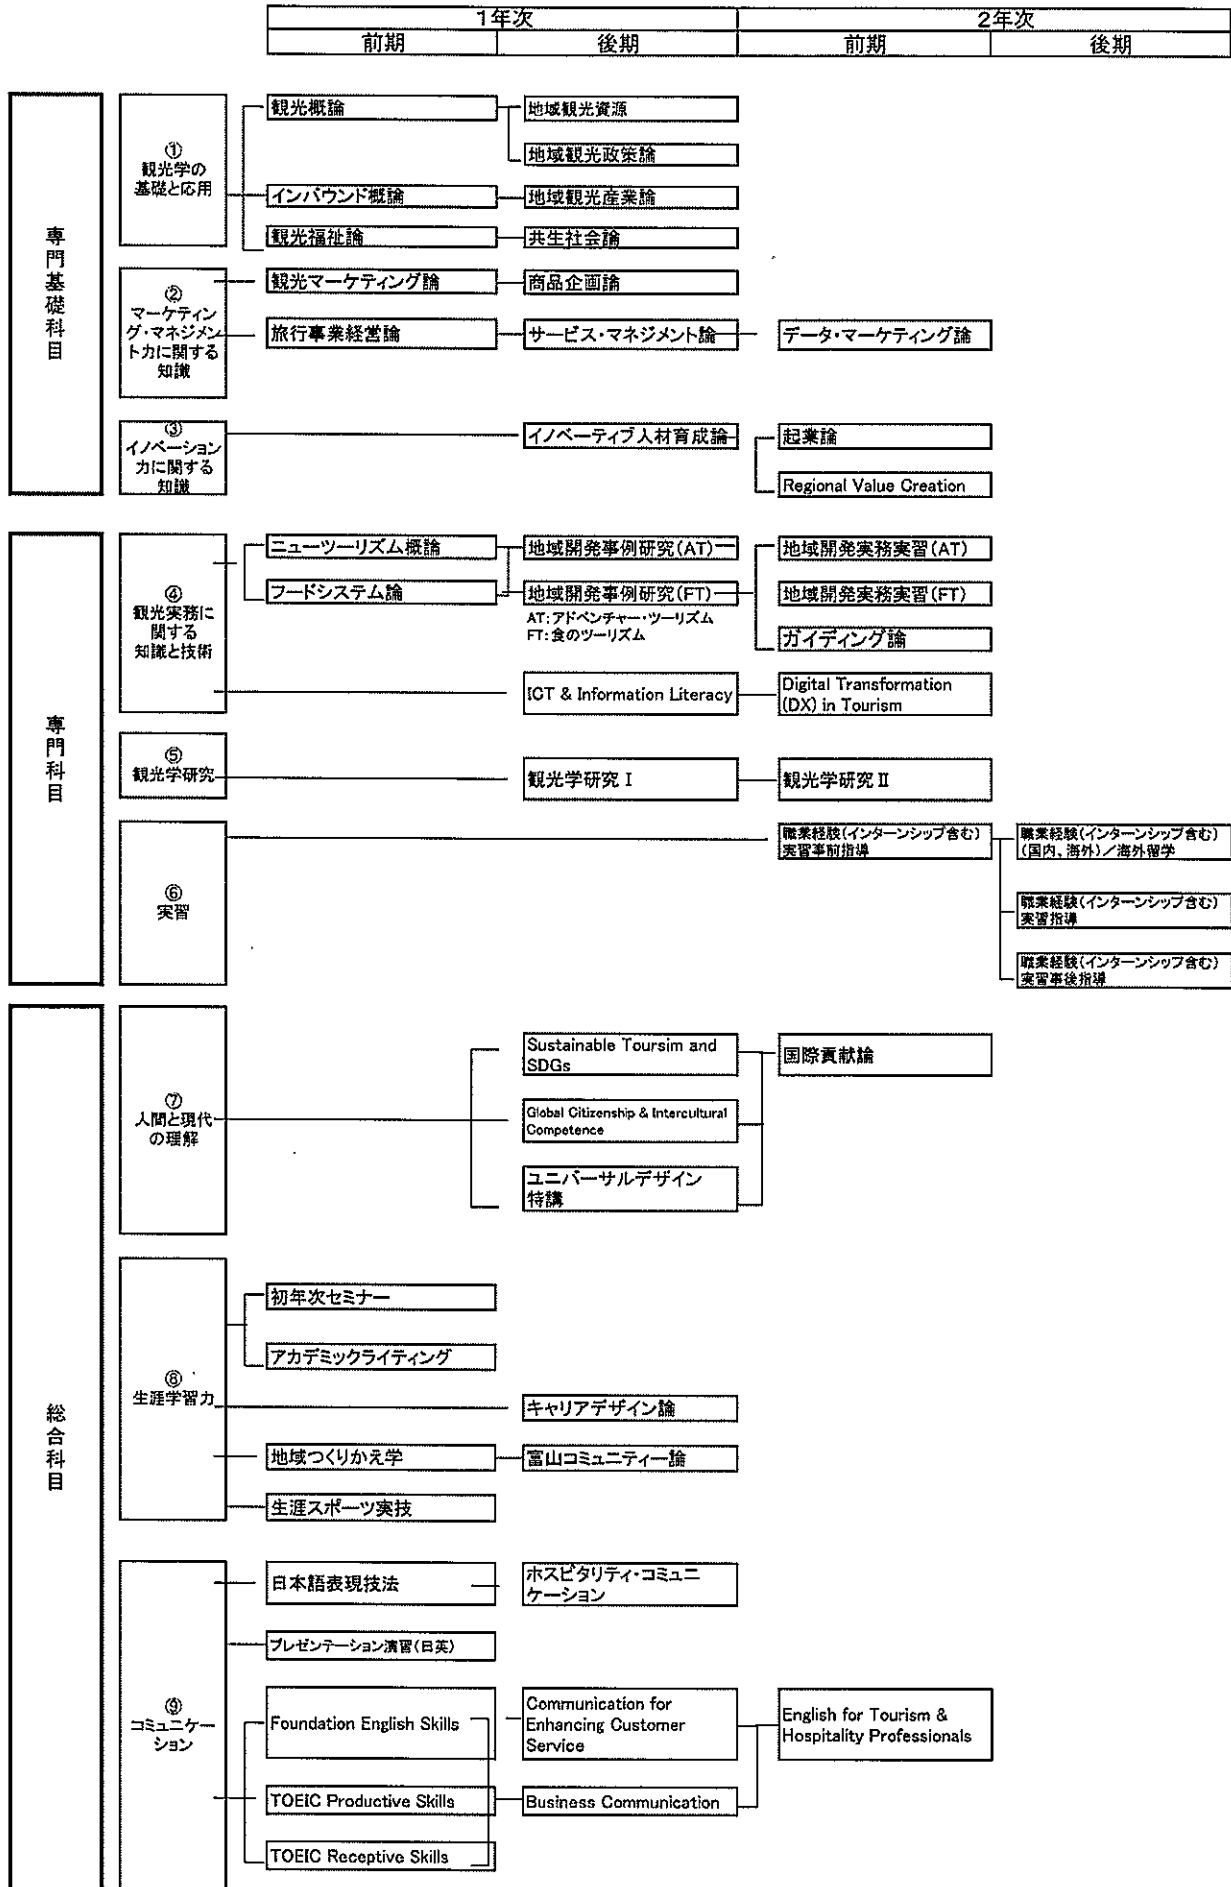 1年次
2年次
前期
後期
前期
後期
専門基礎科目
①
観光学の
基礎と応用
観光概論
地域観光資源
地域観光政策論
インバウンド概論
地域観光産業論
観光福祉論
共生社会論
②
マーケティン
グ・マネジメン
ト力に関する
知識
観光マーケティング論
商品企画論
旅行事業経営論
サービス・マネジメント論
データ・マーケティング論
③
イノベーション
力に関する
知識
イノベーティブ人材育成論
起業論
Regional Value Creation
専門科目
④
観光実務に
関する
知識と技術
ニューツーリズム概論
地域開発事例研究(AT)
地域開発実務実習(AT)
フードシステム論
地域開発事例研究(FT)
地域開発実務実習(FT)
AT:アドベンチャー・ツーリズム
FT:食のツーリズム
ガイディング論
ICT & Information Literacy
Digital Transformation
(DX) in Tourism
⑤
観光学研究
観光学研究 Ⅰ
観光学研究 Ⅱ
⑥
実習
職業経験(インターンシップ含む)
実習事前指導
職業経験(インターンシップ含む)
(国内、海外)/海外留学
職業経験(インターンシップ含む)
実習指導
職業経験(インターンシップ含む)
実習事後指導
総合科目
⑦
人間と現代
の理解
Sustainable Toursim and
SDGs
国際貢献論
Global Citizenship & Intercultural
Competence
ユニバーサルデザイン
特講
⑧
生涯学習力
初年次セミナー
アカデミックライティング
キャリアデザイン論
地域つくりかえ学
富山コミュニティー論
生涯スポーツ実技
⑨
コミュニケー
ション
日本語表現技法
ホスピタリティ・コミュニ
ケーション
プレゼンテーション演習(日英)
Foundation English Skills
Communication for
Enhancing Customer
Service
English for Tourism &
Hospitality Professionals
TOEIC Productive Skills
Business Communication
TOEIC Receptive Skills